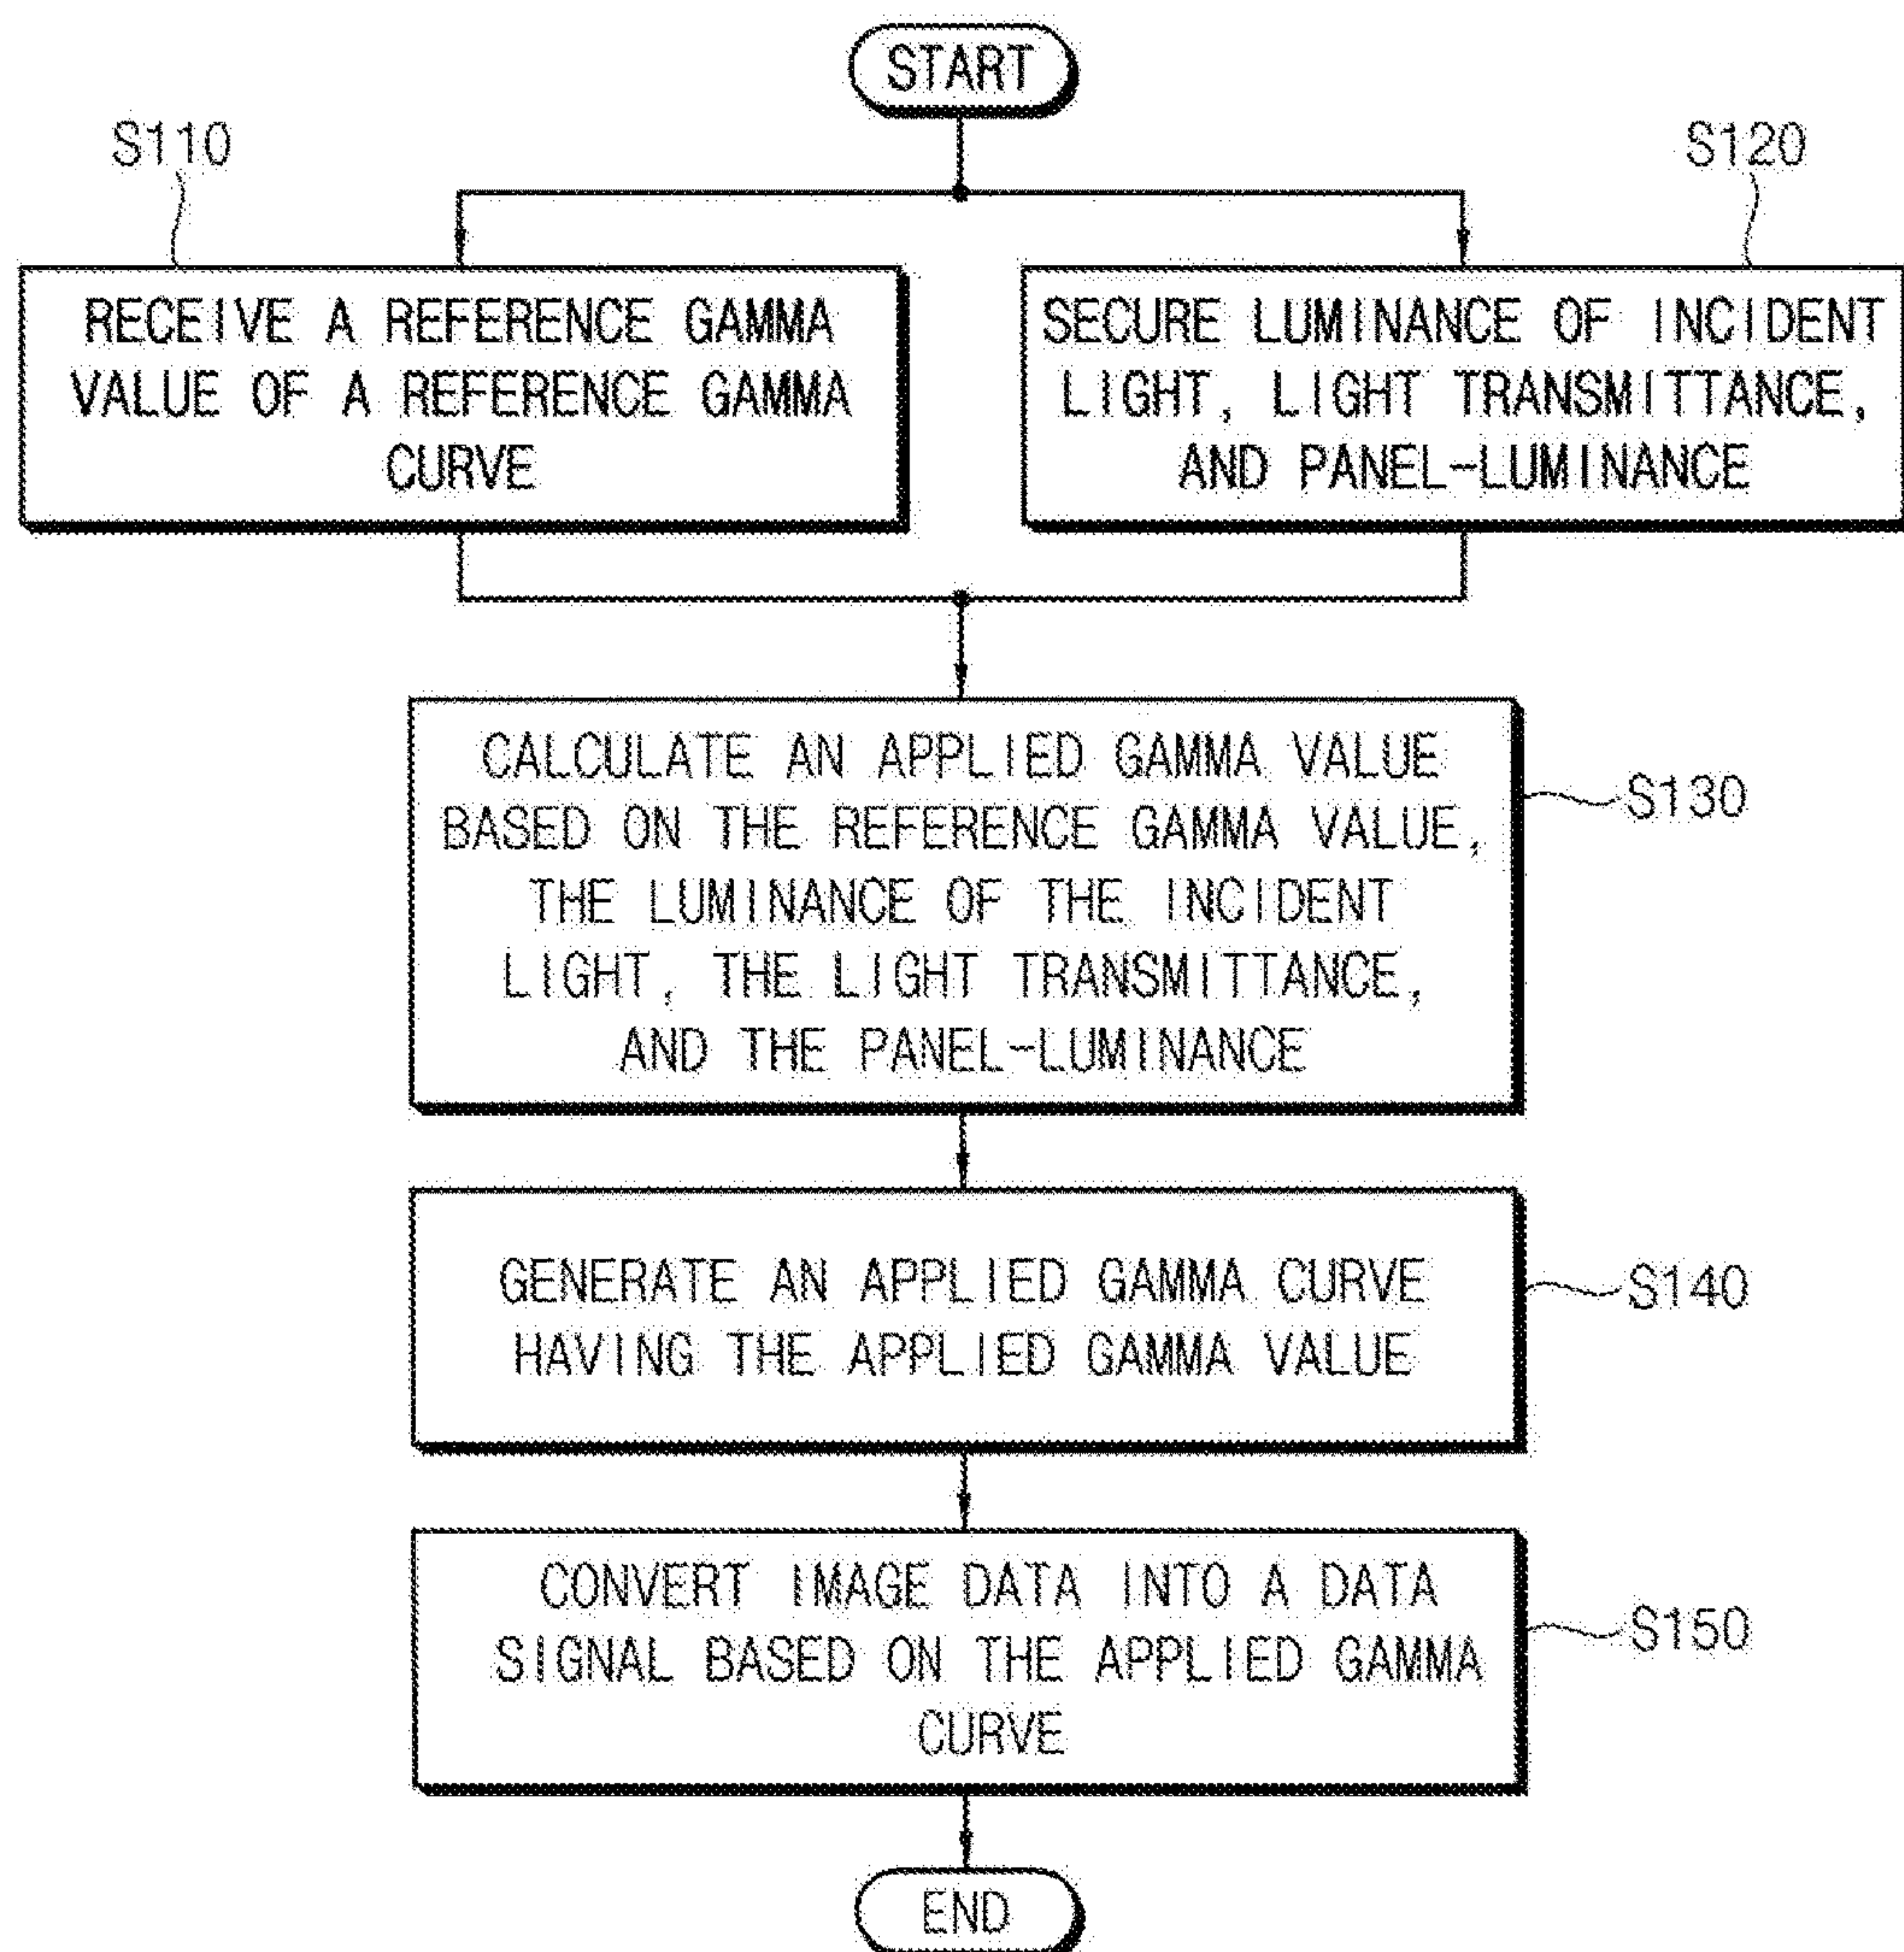 START
S110
S120
RECEIVE A REFERENCE GAMMA
VALUE OF A REFERENCE GAMMA
CURVE
SECURE LUMINANCE OF INCIDENT
LIGHT, LIGHT TRANSMITTANCE,
AND PANEL-LUMINANCE
CALCULATE AN APPLIED GAMMA VALUE
BASED ON THE REFERENCE GAMMA VALUE,
THE LUMINANCE OF THE INCIDENT
LIGHT, THE LIGHT TRANSMITTANCE,
AND THE PANEL-LUMINANCE
S130
GENERATE AN APPLIED GAMMA CURVE
HAVING THE APPLIED GAMMA VALUE
S140
CONVERT IMAGE DATA INTO A DATA
SIGNAL BASED ON THE APPLIED GAMMA
CURVE
S150
END